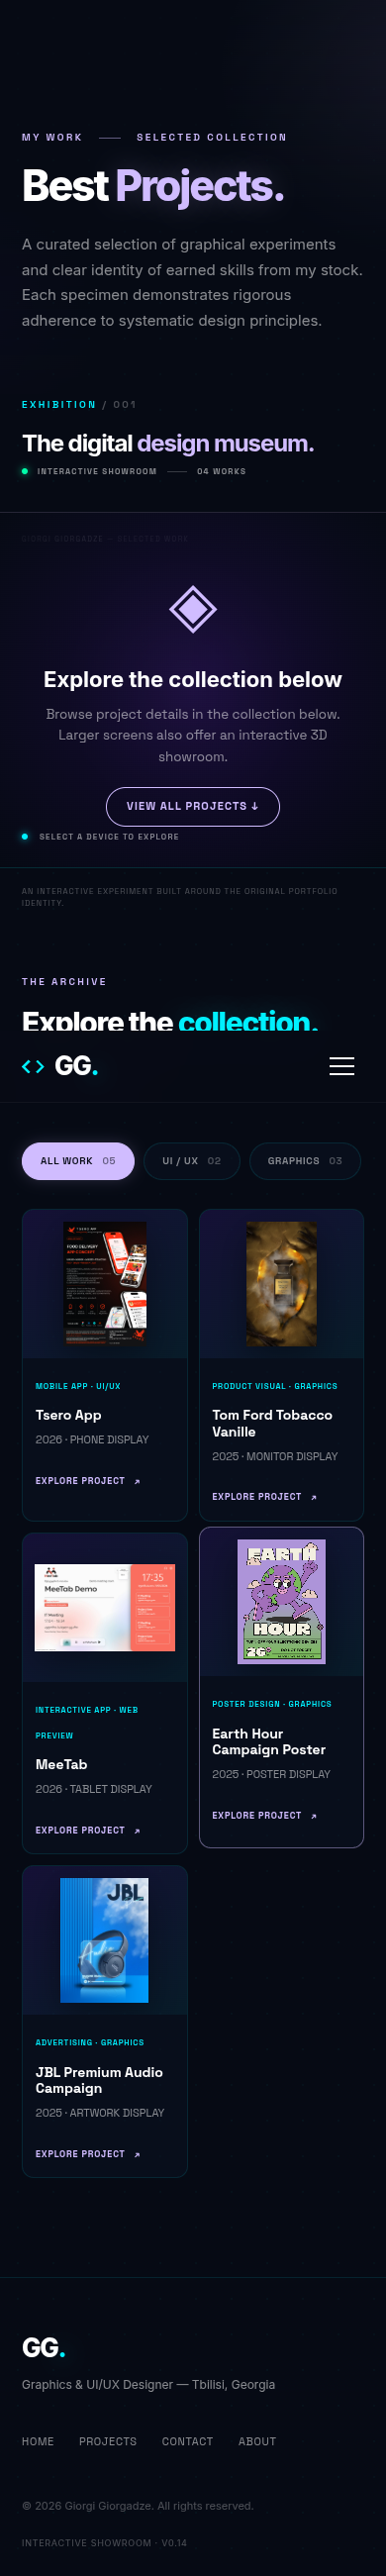 MY WORK — SELECTED COLLECTION
Best Projects.
A curated selection of graphical experiments
and clear identity of earned skills from my stock.
Each specimen demonstrates rigorous
adherence to systematic design principles.
EXHIBITION / 001
The digital design museum.
INTERACTIVE SHOWROOM — 04 WORKS
GIORGI GIORGADZE — SELECTED WORK
Explore the collection below
Browse project details in the collection below.
Larger screens also offer an interactive 3D
showroom.
VIEW ALL PROJECTS ↓
SELECT A DEVICE TO EXPLORE
AN INTERACTIVE EXPERIMENT BUILT AROUND THE ORIGINAL PORTFOLIO
IDENTITY.
THE ARCHIVE
Explore the collection.
GG.
ALL WORK 05
UI / UX 02
GRAPHICS 03
FOOD DELIVERY
MOBILE APP · UI/UX
Tsero App
2026 · PHONE DISPLAY
EXPLORE PROJECT ↗
PRODUCT VISUAL · GRAPHICS
Tom Ford Tobacco
Vanille
2025 · MONITOR DISPLAY
EXPLORE PROJECT ↗
MeeTab Demo
17:35
INTERACTIVE APP · WEB
PREVIEW
MeeTab
2026 · TABLET DISPLAY
EXPLORE PROJECT ↗
EARTH
HOUR
POSTER DESIGN · GRAPHICS
Earth Hour
Campaign Poster
2025 · POSTER DISPLAY
EXPLORE PROJECT ↗
JBL
ADVERTISING · GRAPHICS
JBL Premium Audio
Campaign
2025 · ARTWORK DISPLAY
EXPLORE PROJECT ↗
GG.
Graphics & UI/UX Designer — Tbilisi, Georgia
HOME PROJECTS CONTACT ABOUT
© 2026 Giorgi Giorgadze. All rights reserved.
INTERACTIVE SHOWROOM · V0.14